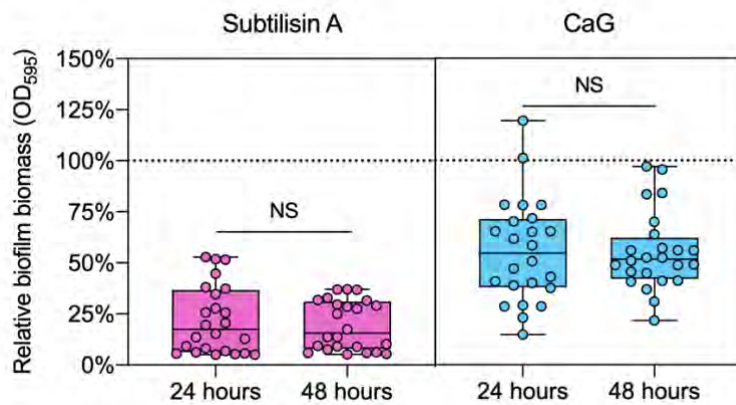 Subtilisin A
CaG
Relative biofilm biomass (OD595)
150%
125%
100%
75%
50%
25%
0%
NS
NS
24 hours
48 hours
24 hours
48 hours